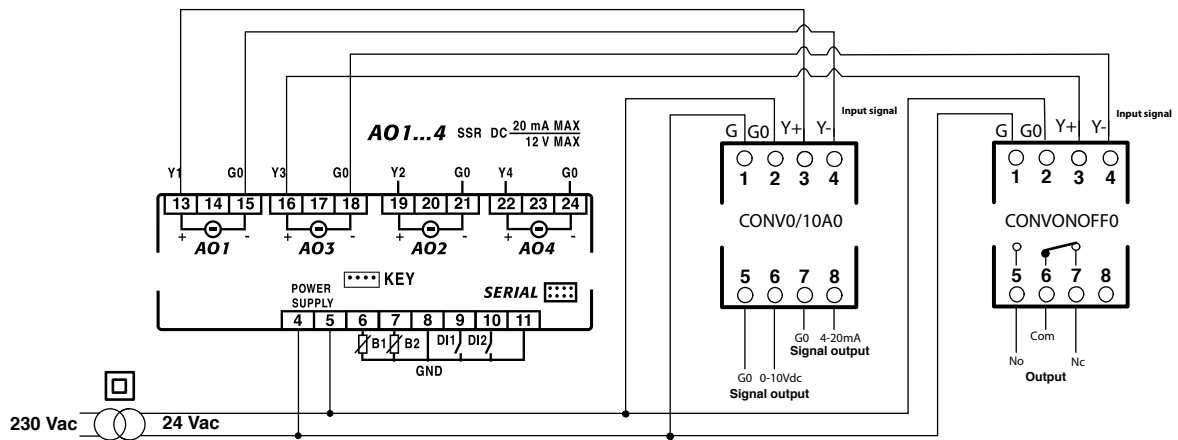 Input signal
Input signal
AO1...4 SSR DC 20 mA MAX
12 V MAX
G G0 Y+ Y-
G G0 Y+ Y-
1 2 3 4
1 2 3 4
Y1 G0 Y3 G0 Y2 G0 Y4 G0
13 14 15 16 17 18 19 20 21 22 23 24
+ - + - + - + -
AO1 AO3 AO2 AO4
CONV0/10A0
CONVONOFF0
KEY
POWER
SUPPLY
SERIAL
4 5 6 7 8 9 10 11
B1 B2 DI1 DI2
GND
5 6 7 8
5 6 7 8
G0 4-20mA
Signal output
G0 0-10Vdc
Signal output
Com
No Nc
Output
230 Vac 24 Vac